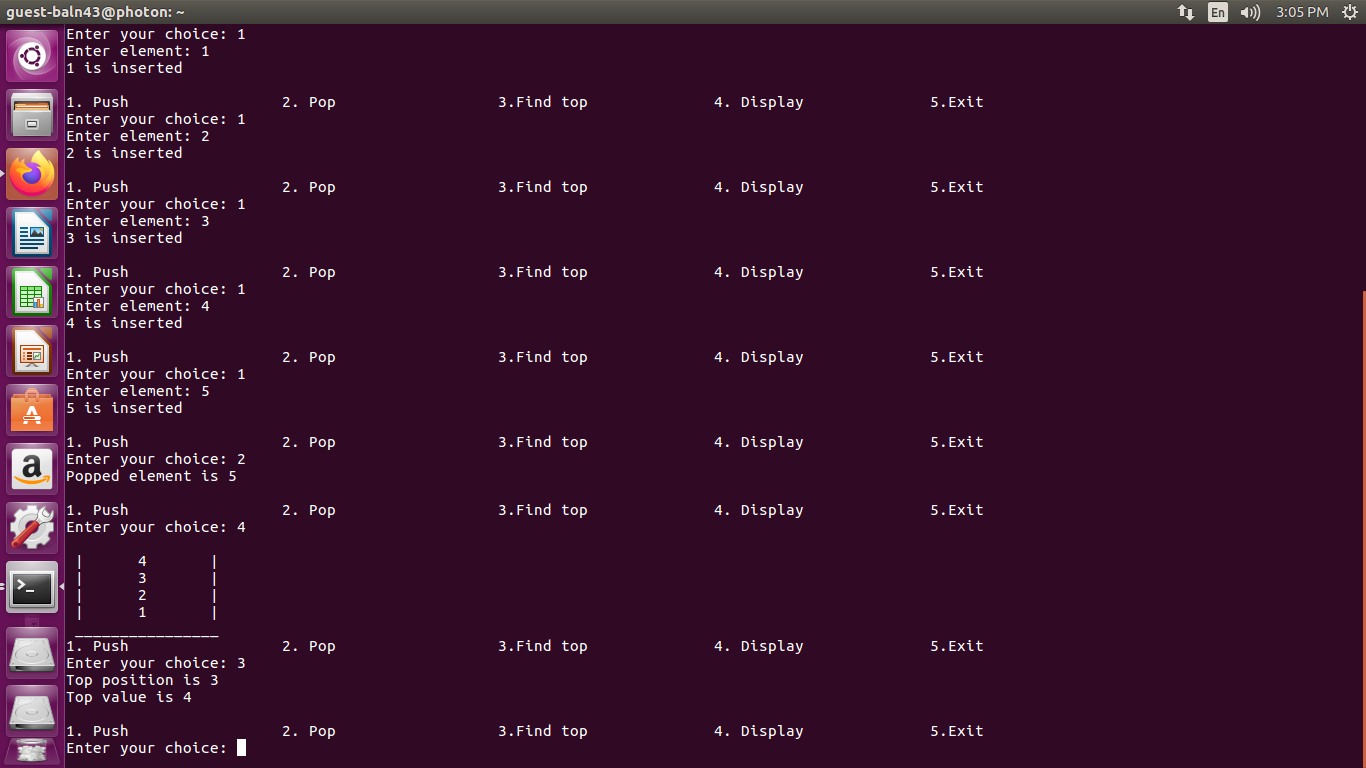 guest-baln43@photon: ~
En
3:05 PM
Enter your choice: 1
Enter element: 1
1 is inserted
1. Push 2. Pop 3.Find top 4. Display 5.Exit
Enter your choice: 1
Enter element: 2
2 is inserted
1. Push 2. Pop 3.Find top 4. Display 5.Exit
Enter your choice: 1
Enter element: 3
3 is inserted
1. Push 2. Pop 3.Find top 4. Display 5.Exit
Enter your choice: 1
Enter element: 4
4 is inserted
1. Push 2. Pop 3.Find top 4. Display 5.Exit
Enter your choice: 1
Enter element: 5
5 is inserted
1. Push 2. Pop 3.Find top 4. Display 5.Exit
Enter your choice: 2
Popped element is 5
1. Push 2. Pop 3.Find top 4. Display 5.Exit
Enter your choice: 4
| 4 |
| 3 |
| 2 |
| 1 |
________________
1. Push 2. Pop 3.Find top 4. Display 5.Exit
Enter your choice: 3
Top position is 3
Top value is 4
1. Push 2. Pop 3.Find top 4. Display 5.Exit
Enter your choice: